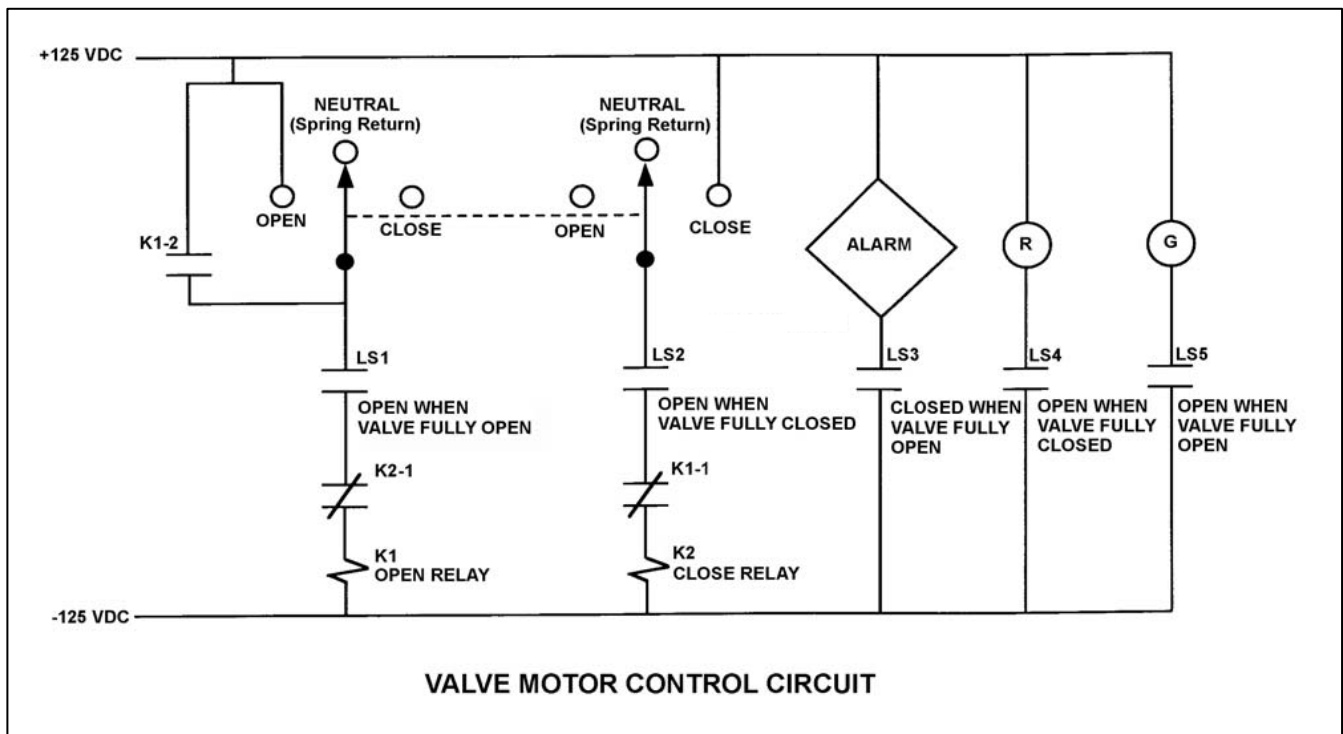 +125 VDC
NEUTRAL
(Spring Return)
NEUTRAL
(Spring Return)
OPEN
CLOSE
OPEN
CLOSE
K1-2
ALARM
R
G
LS1
OPEN WHEN
VALVE FULLY OPEN
LS2
OPEN WHEN
VALVE FULLY CLOSED
LS3
CLOSED WHEN
VALVE FULLY
OPEN
LS4
OPEN WHEN
VALVE FULLY
CLOSED
LS5
OPEN WHEN
VALVE FULLY
OPEN
K2-1
K1-1
K1
OPEN RELAY
K2
CLOSE RELAY
-125 VDC
VALVE MOTOR CONTROL CIRCUIT